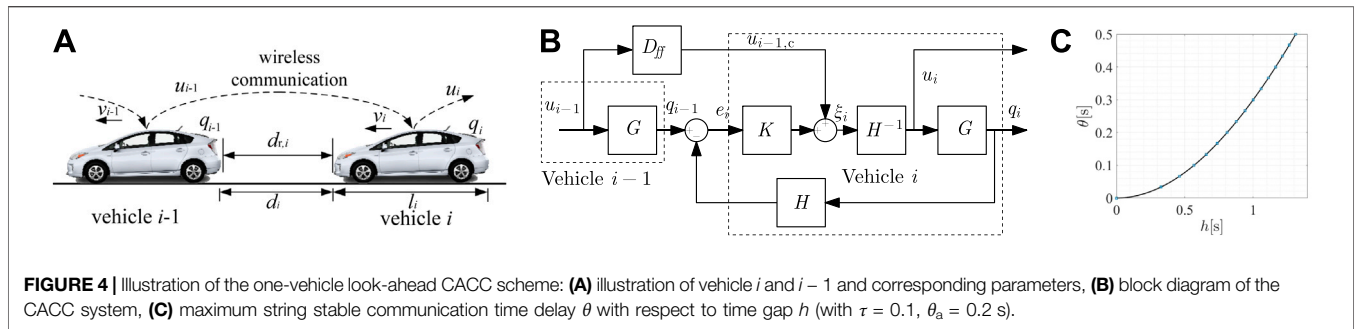 A
wireless
communication
u_{i-1}
u_i
v_{i-1}
v_i
q_{i-1}
q_i
d_{r,i}
d_i
l_i
vehicle i-1
vehicle i
B
D_{ff}
u_{i−1,c}
u_{i−1}
u_i
G
q_{i−1}
e_i
K
ξ_i
H^{−1}
G
q_i
Vehicle i − 1
Vehicle i
H
C
0.5
0.4
0.3
0.2
0.1
0
θ[s]
0
0.5
1
h[s]
FIGURE 4 | Illustration of the one-vehicle look-ahead CACC scheme: (A) illustration of vehicle i and i − 1 and corresponding parameters, (B) block diagram of the
CACC system, (C) maximum string stable communication time delay θ with respect to time gap h (with τ = 0.1, θ_a = 0.2 s).